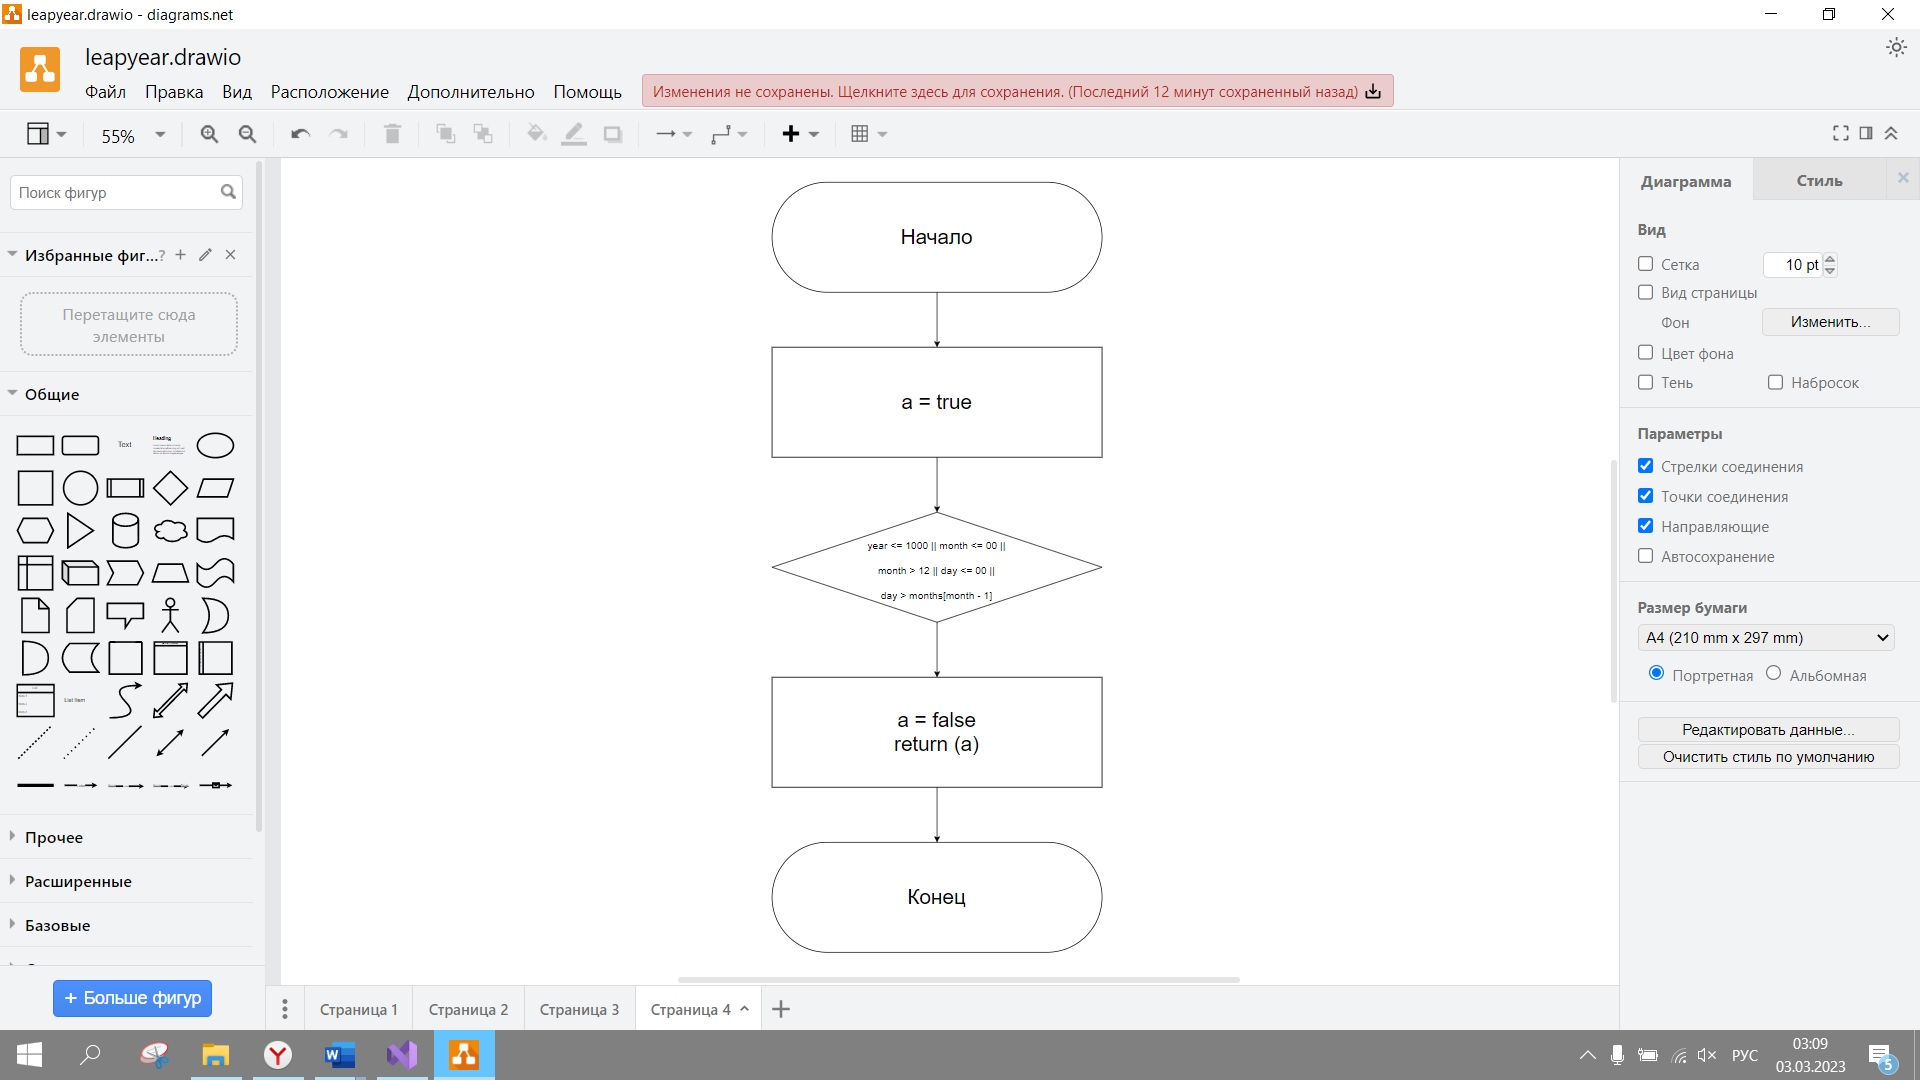 leapyear.drawio - diagrams.net
leapyear.drawio
Файл Правка Вид Расположение Дополнительно Помощь
Изменения не сохранены. Щелкните здесь для сохранения. (Последний 12 минут сохраненный назад)
55%
Поиск фигур
Избранные фиг...?
Перетащите сюда
элементы
Общие
Text
Heading
List Item
Прочее
Расширенные
Базовые
+ Больше фигур
Начало
a = true
year <= 1000 || month <= 00 ||
month > 12 || day <= 00 ||
day > months[month - 1]
a = false
return (a)
Конец
Страница 1
Страница 2
Страница 3
Страница 4
Диаграмма
Стиль
Вид
Сетка
10 pt
Вид страницы
Фон
Изменить...
Цвет фона
Тень
Набросок
Параметры
Стрелки соединения
Точки соединения
Направляющие
Автосохранение
Размер бумаги
A4 (210 mm x 297 mm)
Портретная
Альбомная
Редактировать данные...
Очистить стиль по умолчанию
РУС
03:09
03.03.2023
5